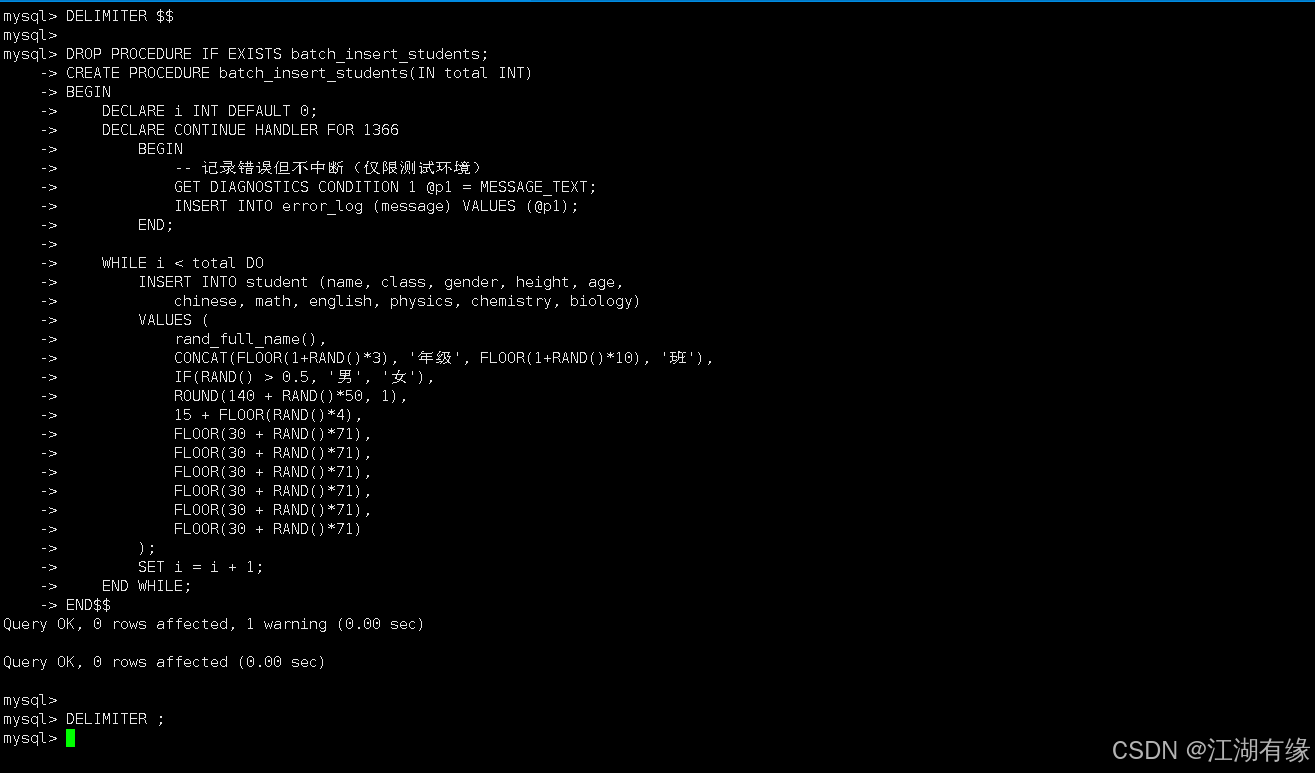 mysql> DELIMITER $$
mysql>
mysql> DROP PROCEDURE IF EXISTS batch_insert_students;
    -> CREATE PROCEDURE batch_insert_students(IN total INT)
    -> BEGIN
    ->     DECLARE i INT DEFAULT 0;
    ->     DECLARE CONTINUE HANDLER FOR 1366
    ->         BEGIN
    ->             -- 记录错误但不中断（仅限测试环境）
    ->             GET DIAGNOSTICS CONDITION 1 @p1 = MESSAGE_TEXT;
    ->             INSERT INTO error_log (message) VALUES (@p1);
    ->         END;
    ->
    ->     WHILE i < total DO
    ->         INSERT INTO student (name, class, gender, height, age,
    ->             chinese, math, english, physics, chemistry, biology)
    ->         VALUES (
    ->             rand_full_name(),
    ->             CONCAT(FLOOR(1+RAND()*3), '年级', FLOOR(1+RAND()*10), '班'),
    ->             IF(RAND() > 0.5, '男', '女'),
    ->             ROUND(140 + RAND()*50, 1),
    ->             15 + FLOOR(RAND()*4),
    ->             FLOOR(30 + RAND()*71),
    ->             FLOOR(30 + RAND()*71),
    ->             FLOOR(30 + RAND()*71),
    ->             FLOOR(30 + RAND()*71),
    ->             FLOOR(30 + RAND()*71),
    ->             FLOOR(30 + RAND()*71)
    ->         );
    ->         SET i = i + 1;
    ->     END WHILE;
    -> END$$
Query OK, 0 rows affected, 1 warning (0.00 sec)

Query OK, 0 rows affected (0.00 sec)

mysql>
mysql> DELIMITER ;
mysql>
CSDN @江湖有缘